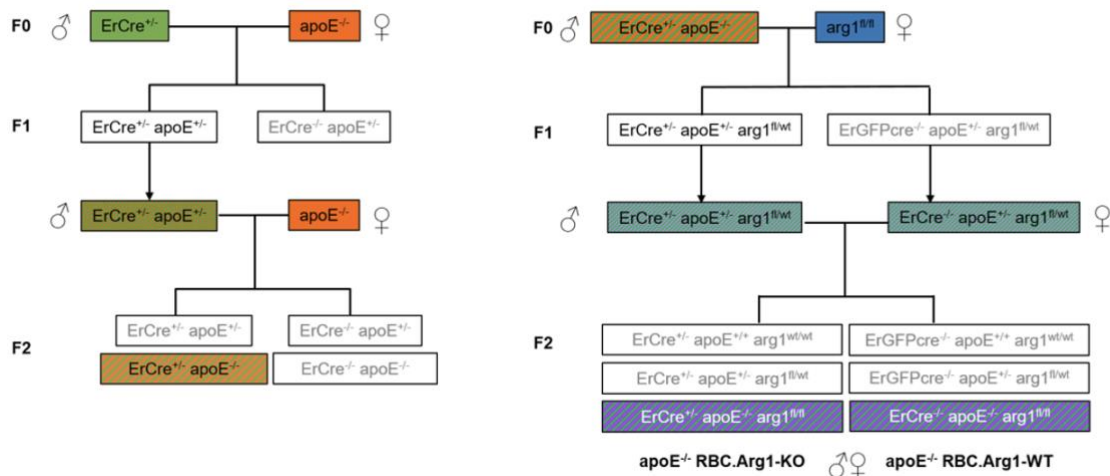 F0 ♂ ErCre+/- apoE-/- ♀
F1 ErCre+/- apoE+/- ErCre-/- apoE+/-
♂ ErCre+/- apoE+/- apoE-/- ♀
F2 ErCre+/- apoE+/- ErCre-/- apoE+/-
ErCre+/- apoE-/- ErCre-/- apoE-/-
F0 ♂ ErCre+/- apoE-/- arg1fl/fl ♀
F1 ErCre+/- apoE+/- arg1fl/wt ErGFPcre-/- apoE+/- arg1fl/wt
♂ ErCre+/- apoE+/- arg1fl/wt ErCre-/- apoE+/- arg1fl/wt ♀
F2 ErCre+/- apoE+/+ arg1wt/wt ErGFPcre-/- apoE+/+ arg1wt/wt
ErCre+/- apoE+/- arg1fl/wt ErGFPcre-/- apoE+/- arg1fl/wt
ErCre+/- apoE-/- arg1fl/fl ErCre-/- apoE-/- arg1fl/fl
apoE-/- RBC.Arg1-KO ♂♀ apoE-/- RBC.Arg1-WT